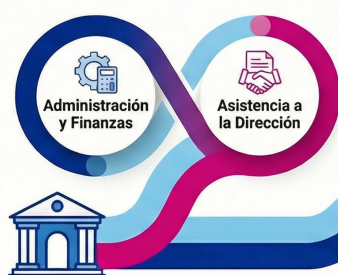 Administración
y Finanzas
Asistencia a
la Dirección